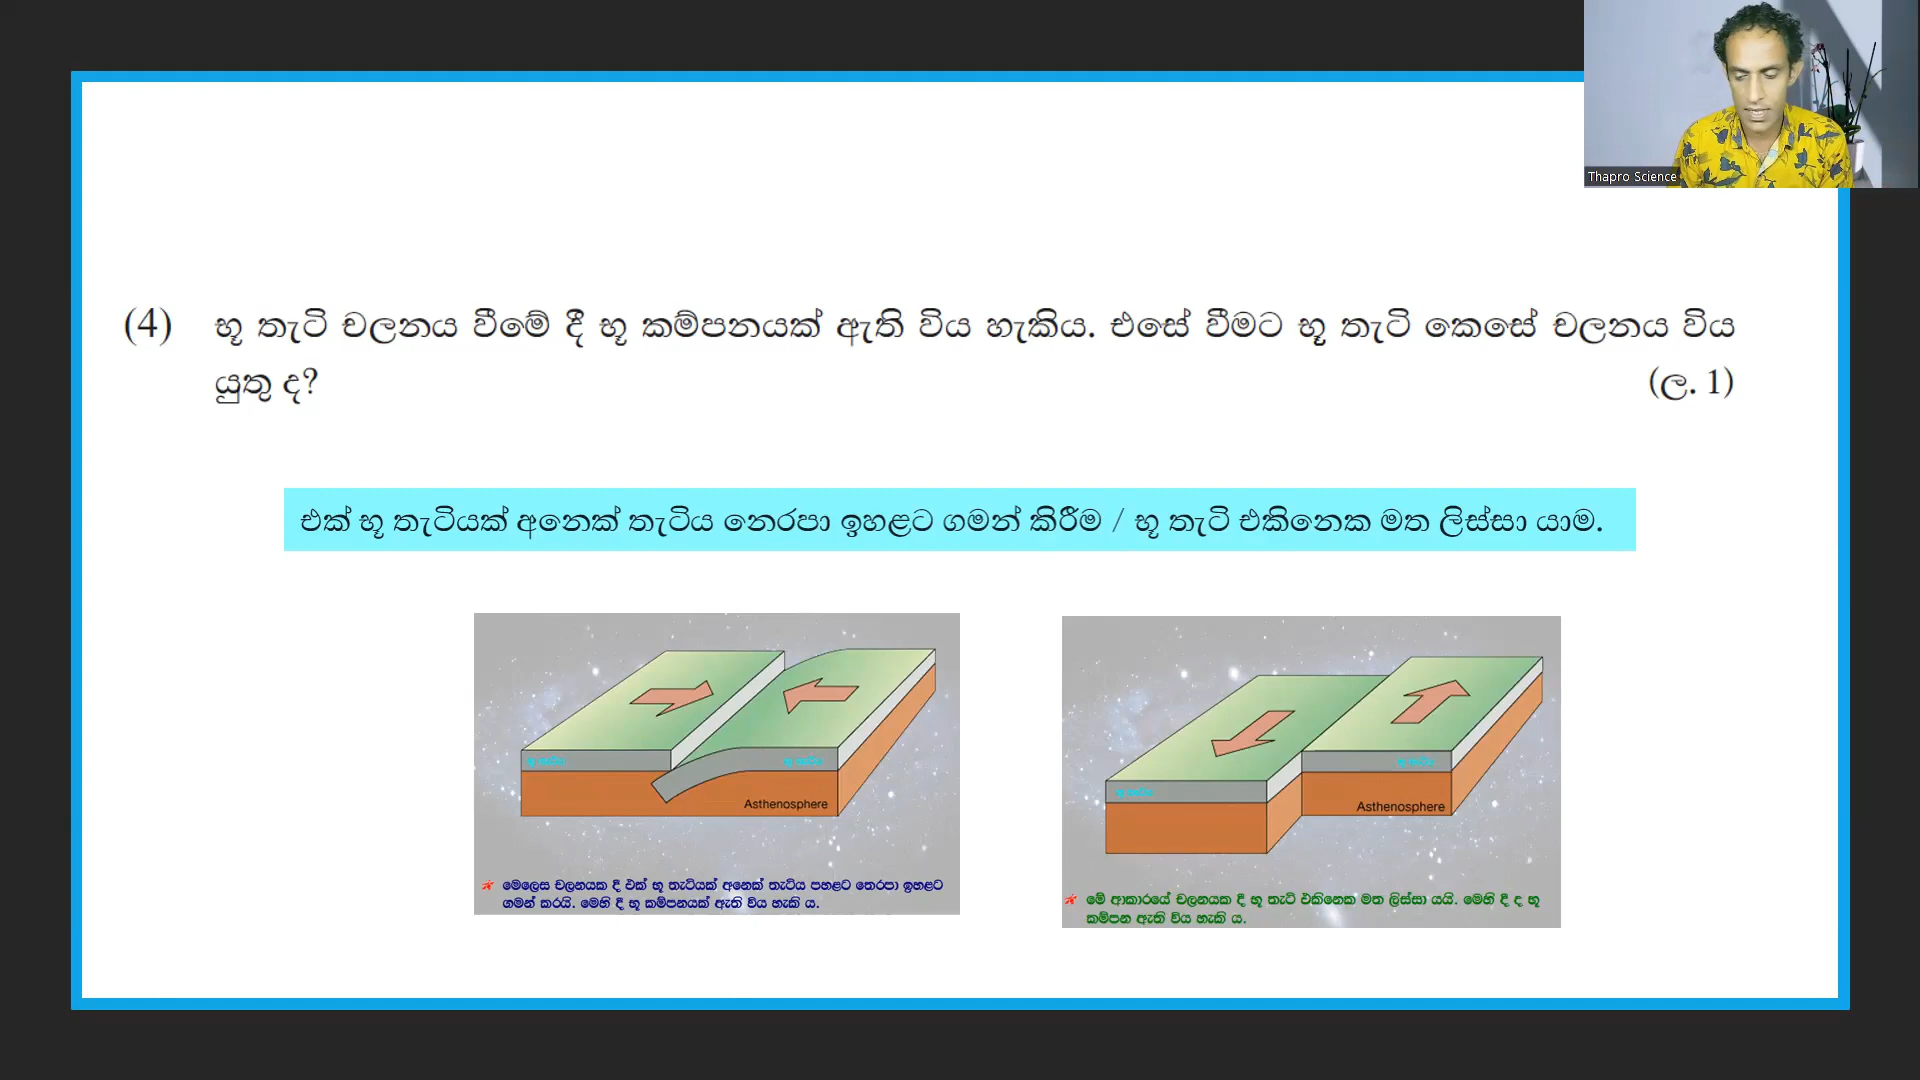 Thapro Science
(4) භූ තැටි චලනය වීමේ දී භූ කම්පනයක් ඇති විය හැකිය. එසේ වීමට භූ තැටි කෙසේ චලනය විය
යුතු ද? (ල. 1)
එක් භූ තැටියක් අනෙක් තැටිය නෙරපා ඉහළට ගමන් කිරීම / භූ තැටි එකිනෙක මත ලිස්සා යාම.
භූ තැටිය
භූ තැටිය
Asthenosphere
මෙලෙස චලනයක දී එක් භූ තැටියක් අනෙක් තැටිය පහළට තෙරපා ඉහළට
ගමන් කරයි. මෙහි දී භූ කම්පනයක් ඇති විය හැකි ය.
භූ තැටිය
භූ තැටිය
Asthenosphere
මේ ආකාරයේ චලනයක දී භූ තැටි එකිනෙක මත ලිස්සා යයි. මෙහි දී ද භූ
කම්පන ඇති විය හැකි ය.